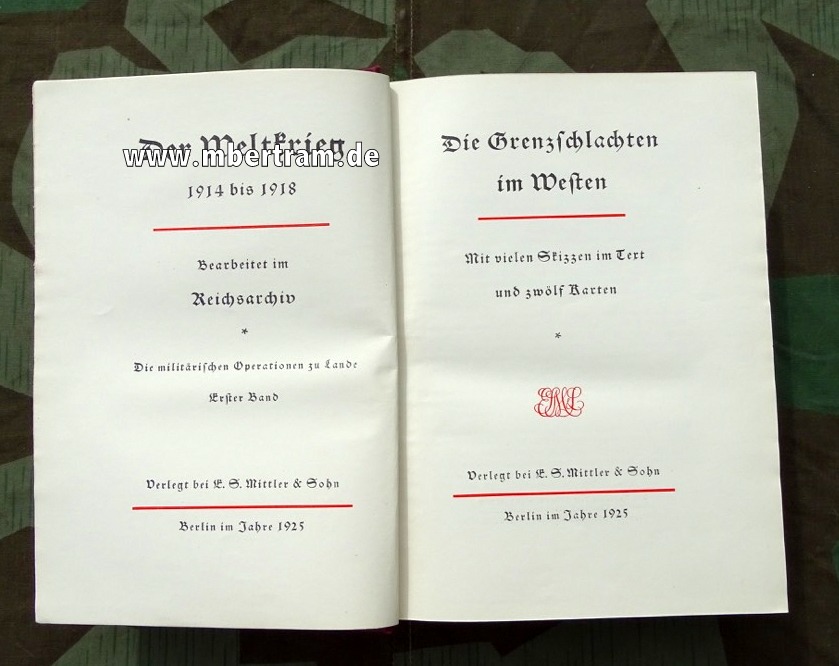 Der Weltkrieg
www.mbertram.de
1914 bis 1918
Bearbeitet im
Reichsarchiv
*
Die militärischen Operationen zu Lande
Erster Band
Verlegt bei E. S. Mittler & Sohn
Berlin im Jahre 1925
Die Grenzschlachten
im Westen
Mit vielen Skizzen im Text
und zwölf Karten
*
Verlegt bei E. S. Mittler & Sohn
Berlin im Jahre 1925